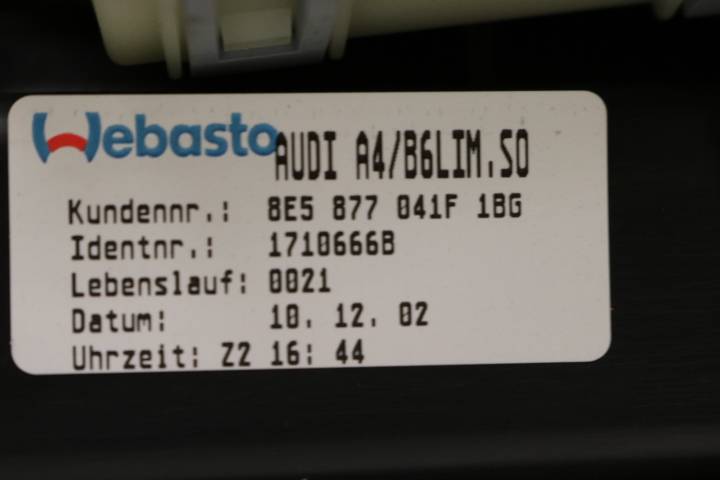 Webasto AUDI A4/B6LIM.SO
Kundennr.: 8E5 877 041F 1BG
Identnr.: 1710666B
Lebenslauf: 0021
Datum: 10. 12. 02
Uhrzeit: Z2 16: 44